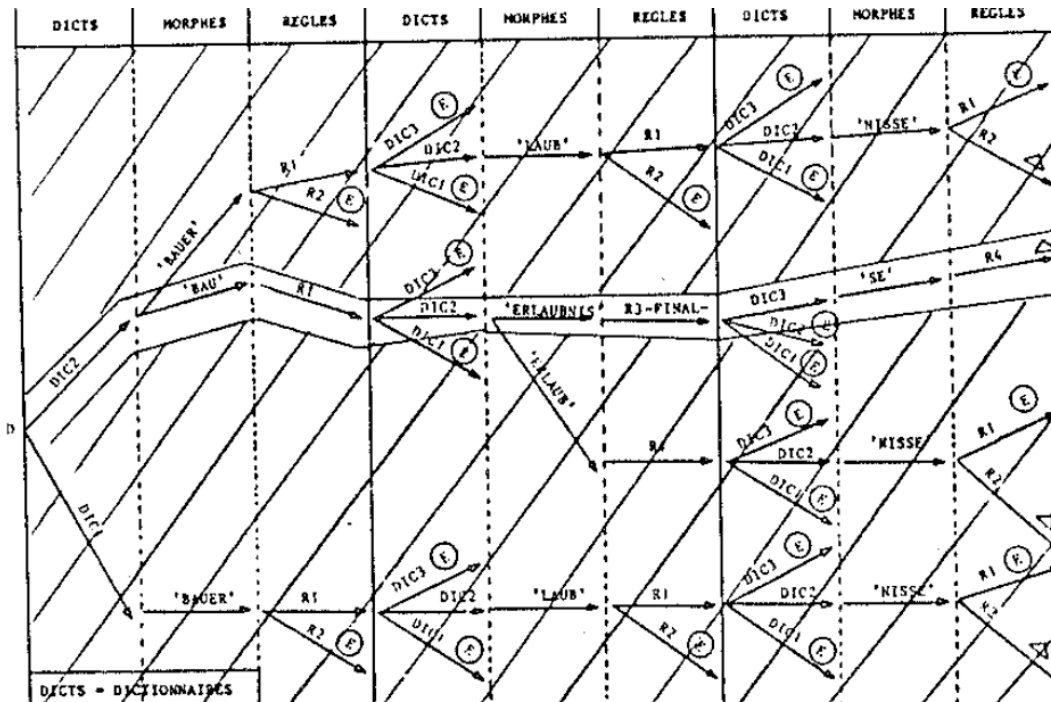 DICTS MORPHES REGLES DICTS MORPHES REGLES DICTS MORPHES REGLES
E E E
DIC3 DIC3 R1
R1 DIC2 'LAUB' R1 DIC2 'NISSE' R2
R2 E DIC1 E R2 E DIC1 E
'BAUER'
E
DIC3 R4
'BAU' R1 DIC2 'ERLAUBNIS' R3-FINAL- DIC3 'SE'
DIC2 DIC1 E DIC2 E
DIC1 E
'ERLAUB'
E E
D DIC3 R1
R4 DIC2 'NISSE'
DIC1 E R2
DIC1
E E E
DIC3 DIC3 R1
'BAUER' R1 DIC2 'LAUB' R1 DIC2 'NISSE'
R2 E DIC1 E R2 E DIC1 E R2
DICTS = DICTIONNAIRES